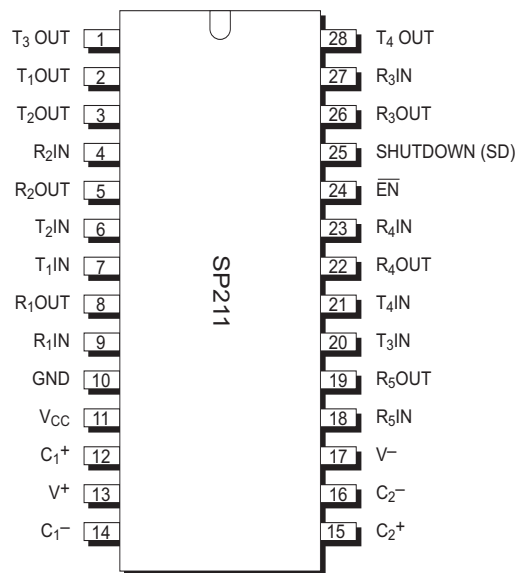 T₃ OUT 1 28 T₄ OUT
T₁OUT 2 27 R₃IN
T₂OUT 3 26 R₃OUT
R₂IN 4 25 SHUTDOWN (SD)
R₂OUT 5 24 E̅N̅
T₂IN 6 23 R₄IN
T₁IN 7 22 R₄OUT
R₁OUT 8 21 T₄IN
R₁IN 9 20 T₃IN
GND 10 19 R₅OUT
VCC 11 18 R₅IN
C₁⁺ 12 17 V⁻
V⁺ 13 16 C₂⁻
C₁⁻ 14 15 C₂⁺
SP211